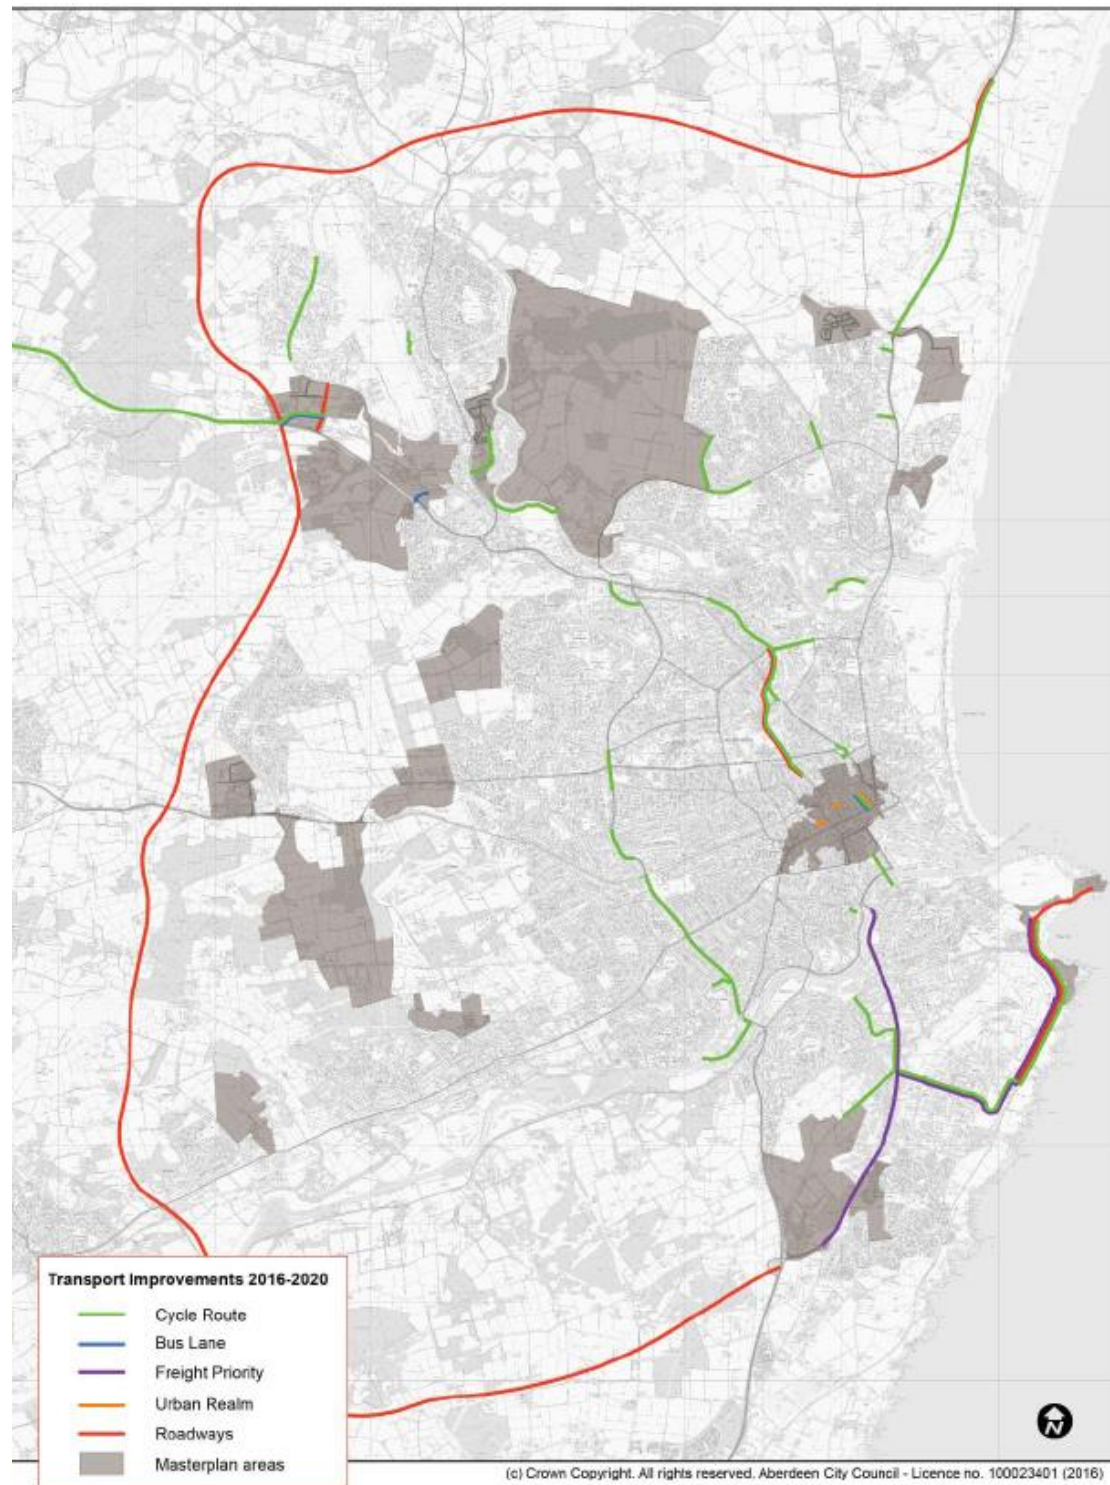 Transport Improvements 2016-2020
Cycle Route
Bus Lane
Freight Priority
Urban Realm
Roadways
Masterplan areas
N
(c) Crown Copyright. All rights reserved. Aberdeen City Council - Licence no. 100023401 (2016)